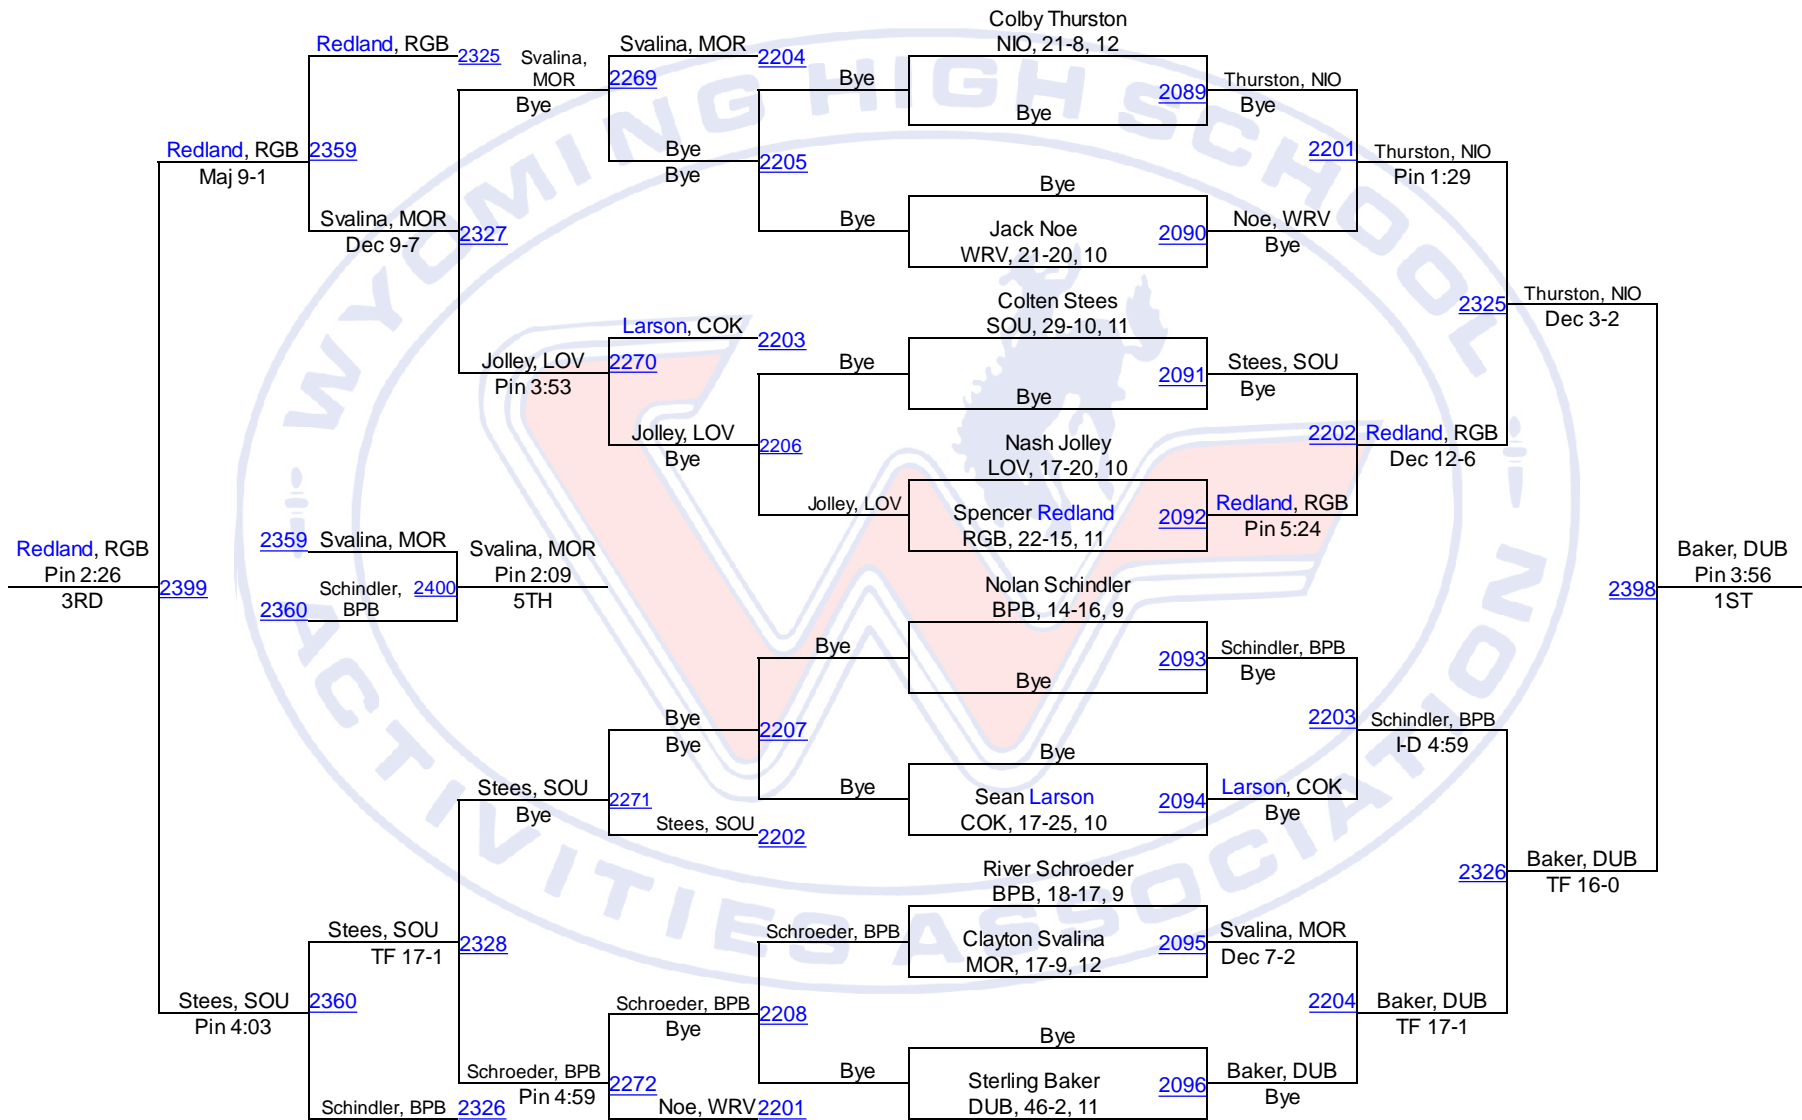 Colby Thurston
NIO, 21-8, 12
Redland, RGB
2325
Svalina,
MOR
Bye
Svalina, MOR
2204
2269
Bye
2089
Bye
Thurston, NIO
Bye
Redland, RGB
Maj 9-1
2359
Bye
Bye
2205
2201
Thurston, NIO
Pin 1:29
Bye
Svalina, MOR
Dec 9-7
2327
Bye
Jack Noe
WRV, 21-20, 10
2090
Noe, WRV
Bye
Colten Stees
SOU, 29-10, 11
2325
Thurston, NIO
Dec 3-2
Larson, COK
2203
Jolley, LOV
Pin 3:53
2270
Bye
2091
Bye
Stees, SOU
Bye
Jolley, LOV
Bye
2206
Nash Jolley
LOV, 17-20, 10
2202
Redland, RGB
Dec 12-6
Jolley, LOV
Spencer Redland
RGB, 22-15, 11
2092
Redland, RGB
Pin 5:24
Redland, RGB
Pin 2:26
3RD
2399
2359
Svalina, MOR
Schindler,
BPB
2360
2400
Svalina, MOR
Pin 2:09
5TH
Nolan Schindler
BPB, 14-16, 9
2398
Baker, DUB
Pin 3:56
1ST
Bye
2093
Bye
Schindler, BPB
Bye
Bye
Bye
2207
2203
Schindler, BPB
I-D 4:59
Bye
Stees, SOU
Bye
2271
Bye
Sean Larson
COK, 17-25, 10
2094
Larson, COK
Bye
Stees, SOU
2202
River Schroeder
BPB, 18-17, 9
2326
Baker, DUB
TF 16-0
Stees, SOU
TF 17-1
2328
Schroeder, BPB
Clayton Svalina
MOR, 17-9, 12
2095
Svalina, MOR
Dec 7-2
Stees, SOU
Pin 4:03
2360
Schroeder, BPB
Bye
2208
2204
Baker, DUB
TF 17-1
Bye
Schroeder, BPB
Pin 4:59
2272
Bye
Sterling Baker
DUB, 46-2, 11
2096
Baker, DUB
Bye
Schindler, BPB
2326
Noe, WRV
2201
WYOMING HIGH SCHOOL
ACTIVITIES ASSOCIATION